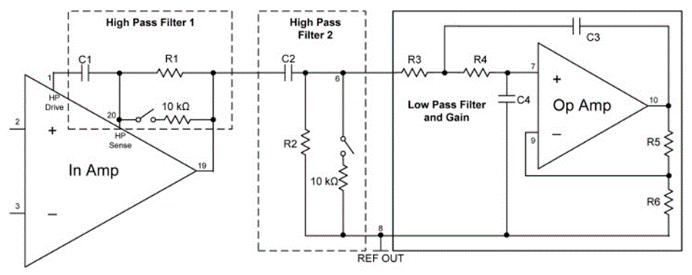 High Pass Filter 1
High Pass
Filter 2
C1
R1
C2
R3
R4
C3
1
HP
Drive
20
10 kΩ
HP
Sense
2
+
In Amp
19
3
−
6
R2
10 kΩ
8
REF OUT
Low Pass Filter
and Gain
C4
7
+
Op Amp
10
9
−
R5
R6